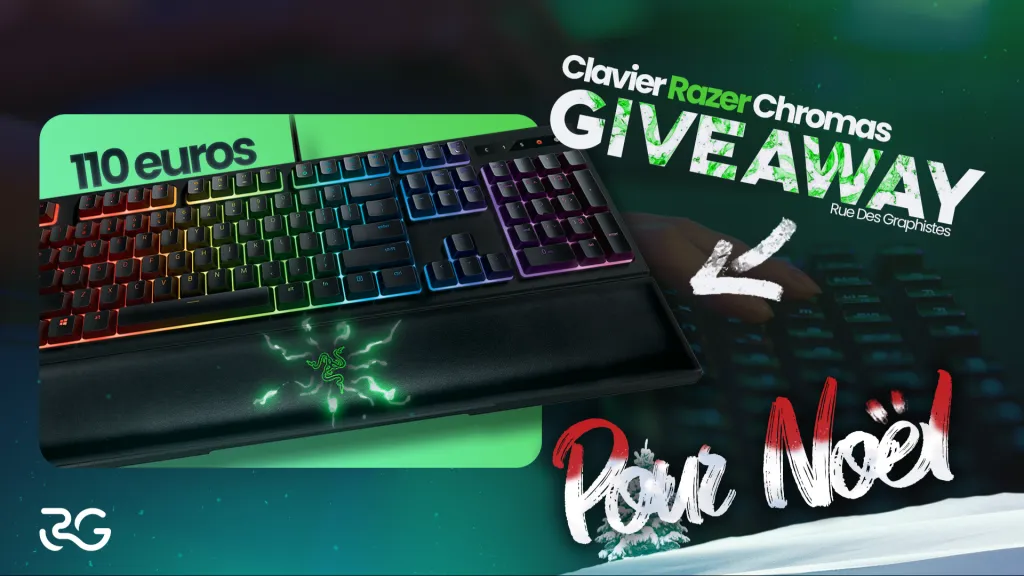 Clavier Razer Chromas
GIVEAWAY
Rue Des Graphistes
110 euros
Pour Noël
RG